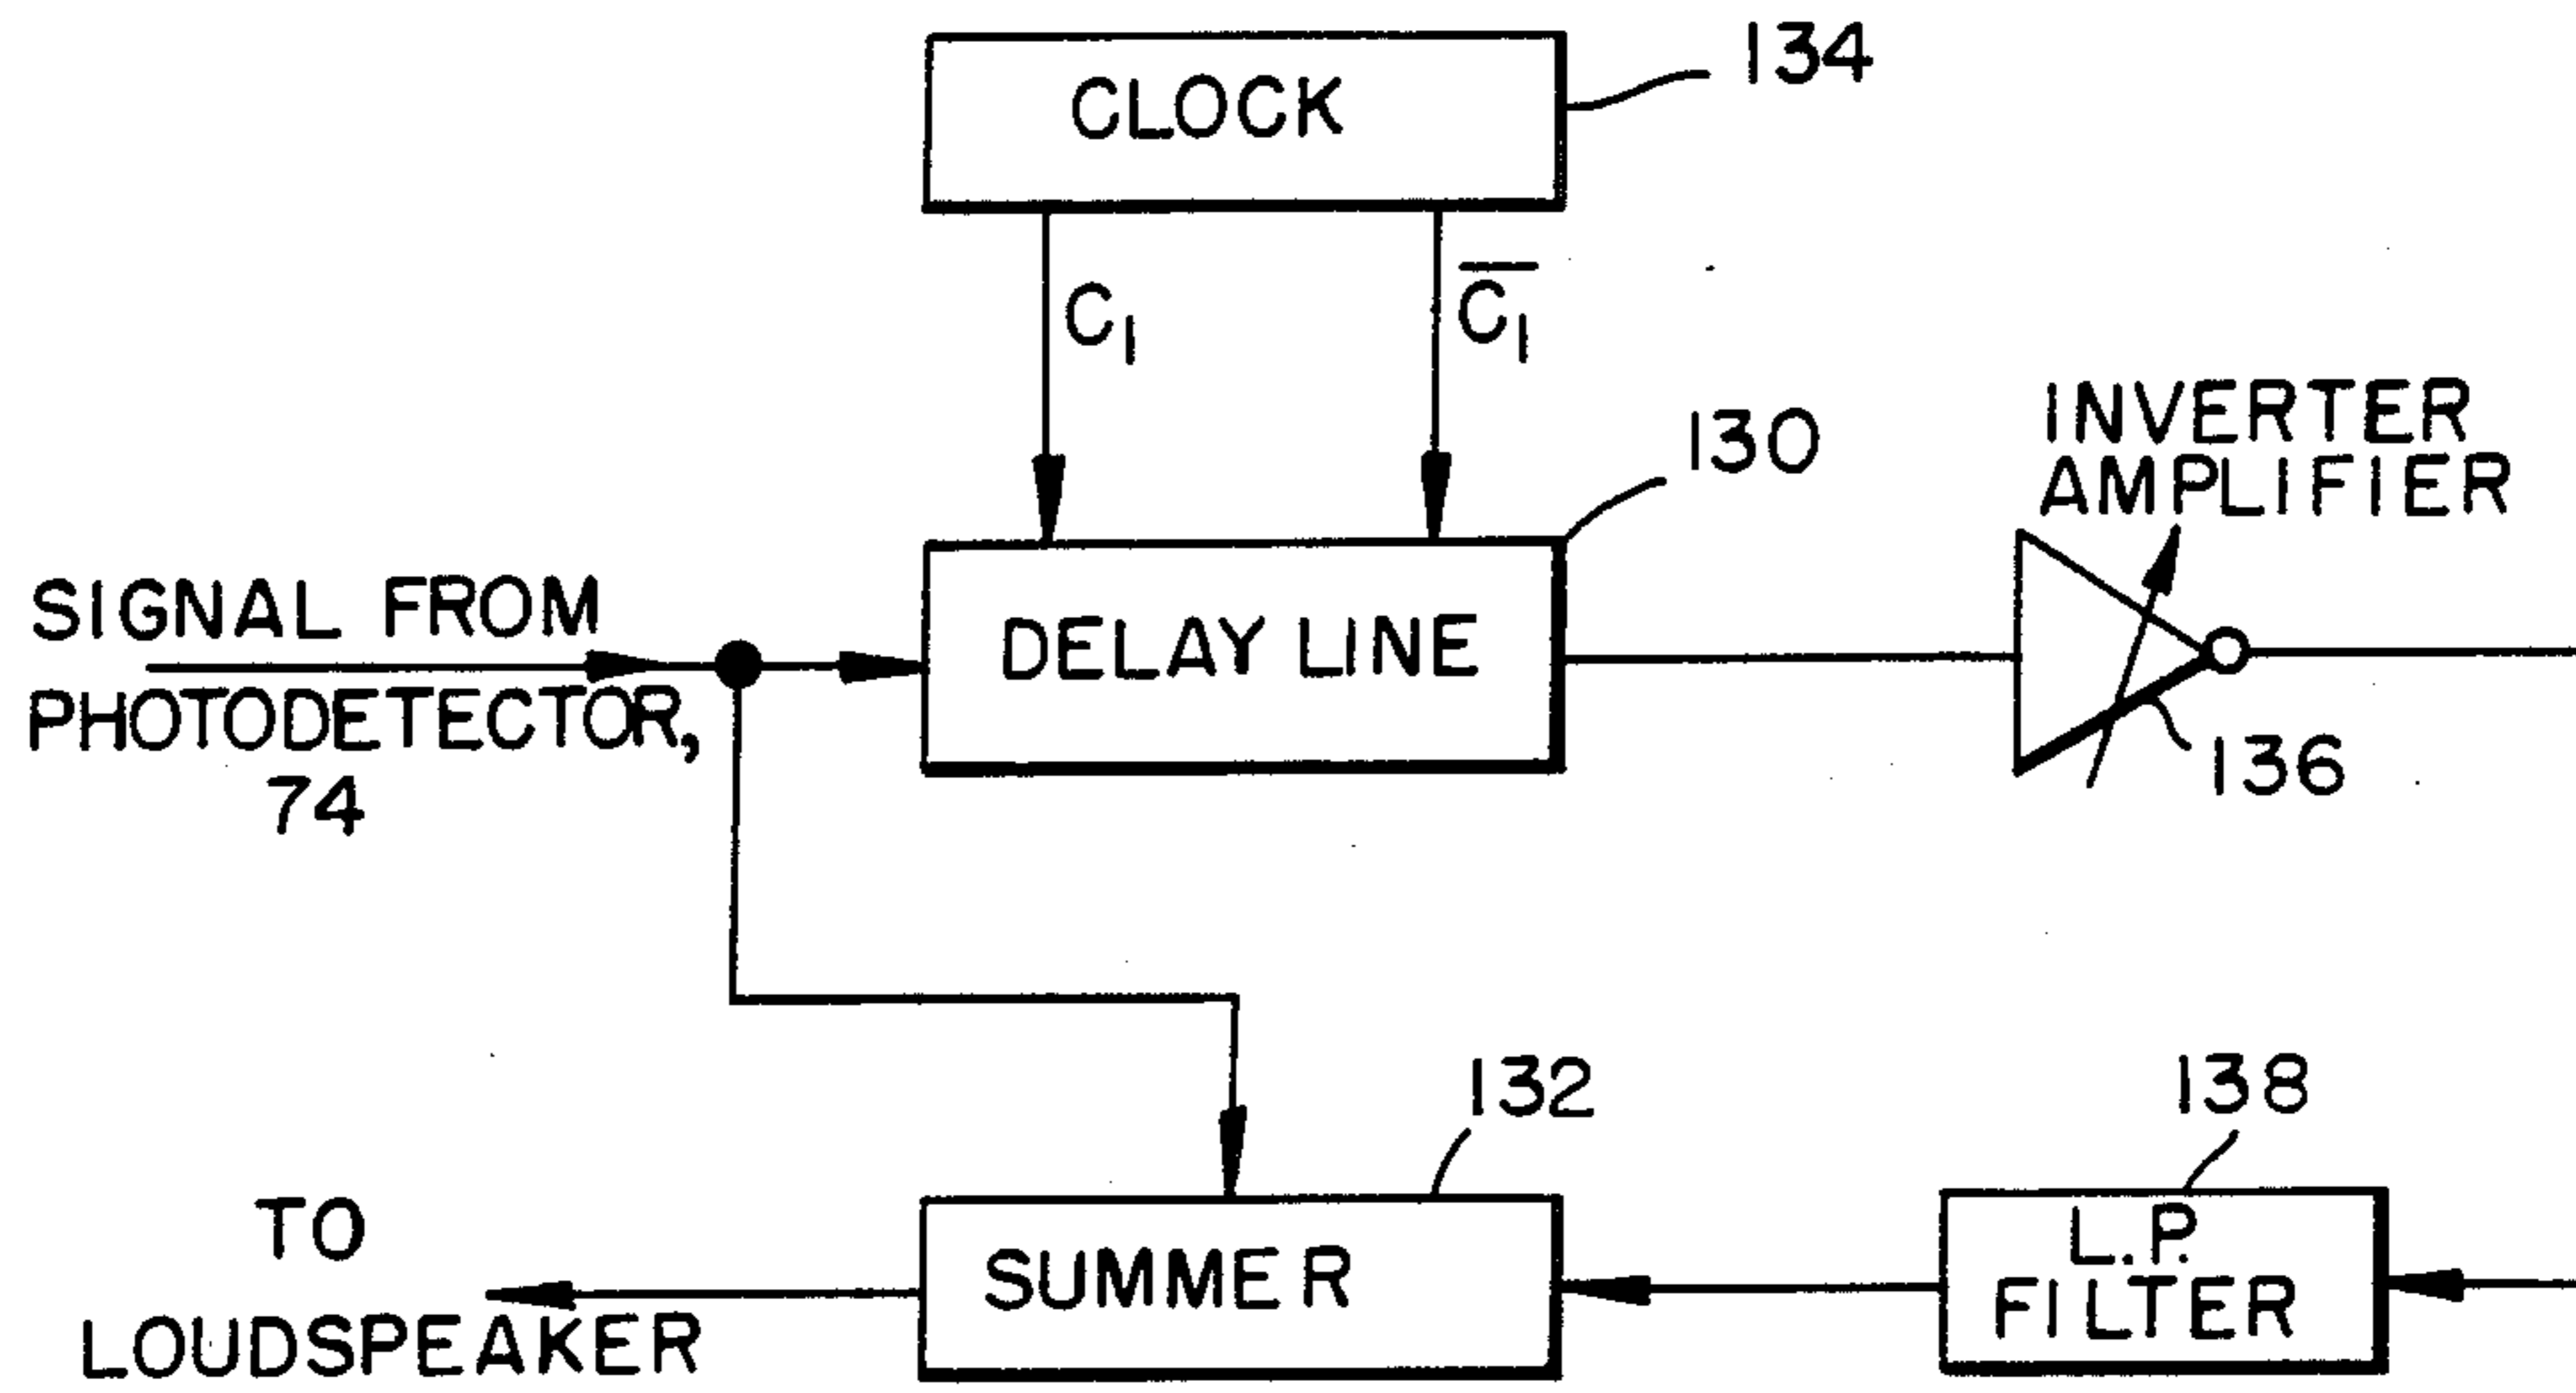 CLOCK
134
C1
C̅1̅
130
INVERTER
AMPLIFIER
SIGNAL FROM
PHOTODETECTOR,
74
DELAY LINE
136
132
138
TO
LOUDSPEAKER
SUMMER
L.P.
FILTER